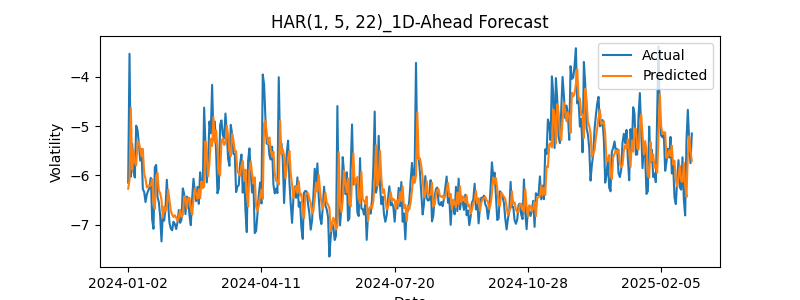 HAR(1, 5, 22)_1D-Ahead Forecast
Actual
Predicted
Volatility
−4
−5
−6
−7
2024-01-02 2024-04-11 2024-07-20 2024-10-28 2025-02-05